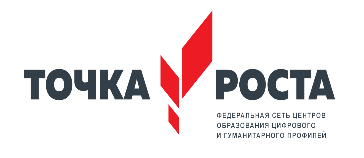 ТОЧКА РОСТА
ФЕДЕРАЛЬНАЯ СЕТЬ ЦЕНТРОВ
ОБРАЗОВАНИЯ ЦИФРОВОГО
И ГУМАНИТАРНОГО ПРОФИЛЕЙ